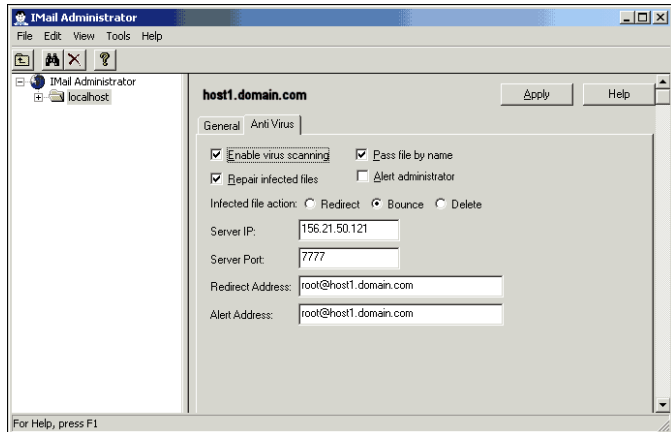 IMail Administrator
File Edit View Tools Help
IMail Administrator
localhost
host1.domain.com
Apply
Help
General
Anti Virus
Enable virus scanning
Pass file by name
Repair infected files
Alert administrator
Infected file action: Redirect Bounce Delete
Server IP: 156.21.50.121
Server Port: 7777
Redirect Address: root@host1.domain.com
Alert Address: root@host1.domain.com
For Help, press F1